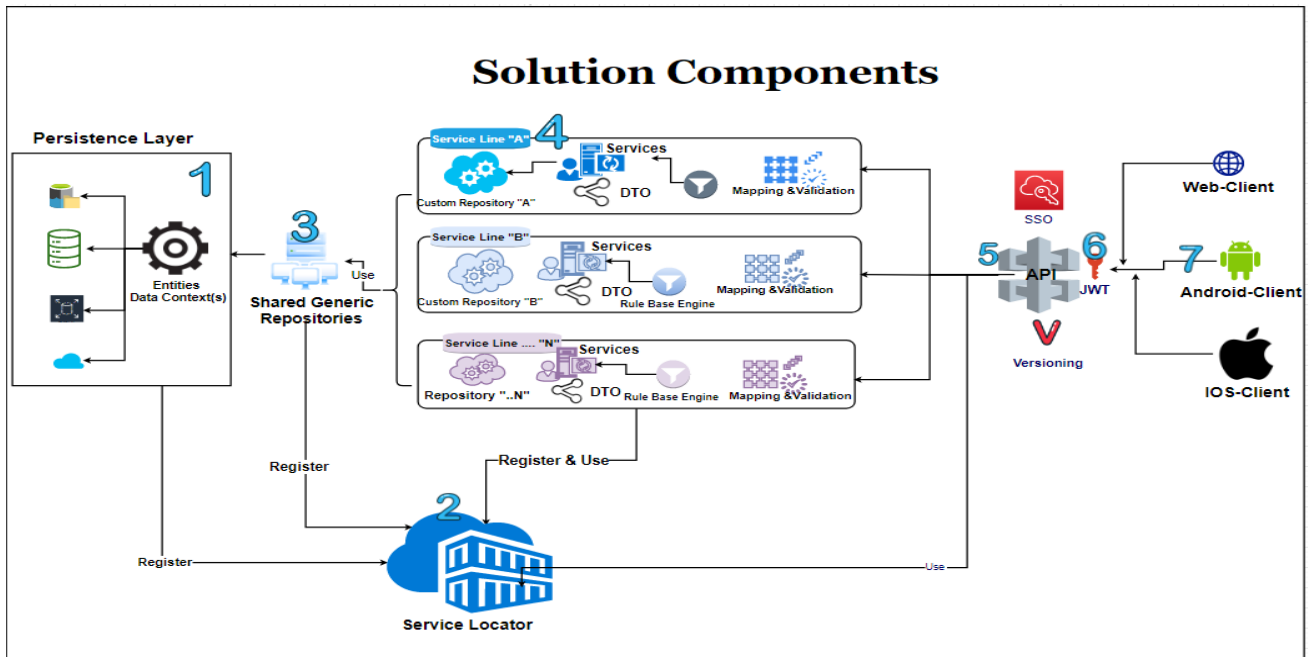 Solution Components
Persistence Layer
1
Entities
Data Context(s)
3
Shared Generic
Repositories
Use
Service Line "A"
4
Services
DTO
Custom Repository "A"
Mapping &Validation
Service Line "B"
Services
DTO
Custom Repository "B"
Rule Base Engine
Mapping &Validation
Service Line .... "N"
Services
DTO
Repository "..N"
Rule Base Engine
Mapping &Validation
SSO
5
API
6
JWT
Versioning
Web-Client
7
Android-Client
IOS-Client
Register
Register & Use
2
Register
Use
Service Locator